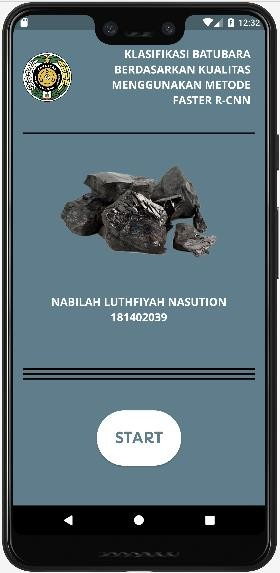 12:32
KLASIFIKASI BATUBARA
BERDASARKAN KUALITAS
MENGGUNAKAN METODE
FASTER R-CNN
NABILAH LUTHFIYAH NASUTION
181402039
START